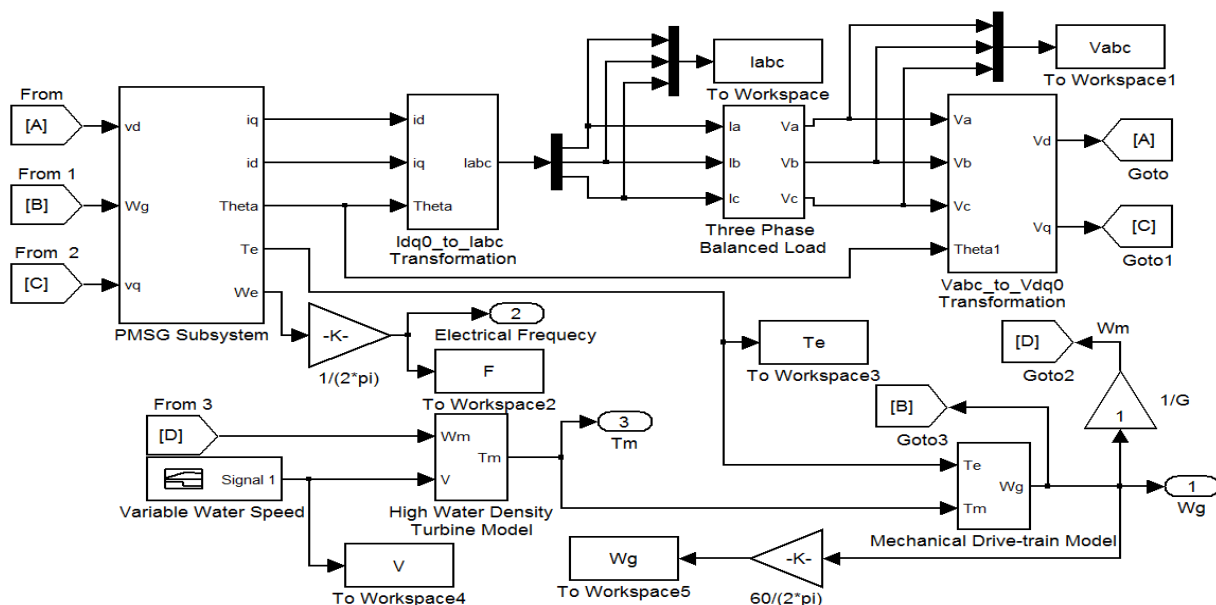 From
[A]
From 1
[B]
From 2
[C]
vd
Wg
vq
iq
id
Theta
Te
We
PMSG Subsystem
id
iq
Theta
Iabc
Idq0_to_Iabc
Transformation
Iabc
To Workspace
Ia
Ib
Ic
Va
Vb
Vc
Three Phase
Balanced Load
Vabc
To Workspace1
Va
Vb
Vc
Theta1
Vd
Vq
Vabc_to_Vdq0
Transformation
[A]
Goto
[C]
Goto1
-K-
1/(2*pi)
2
Electrical Frequecy
F
To Workspace2
Te
To Workspace3
Wm
[D]
Goto2
1
1/G
[B]
Goto3
From 3
[D]
Signal 1
Variable Water Speed
Wm
V
Tm
High Water Density
Turbine Model
3
Tm
Te
Tm
Wg
Mechanical Drive-train Model
1
Wg
V
To Workspace4
Wg
To Workspace5
-K-
60/(2*pi)